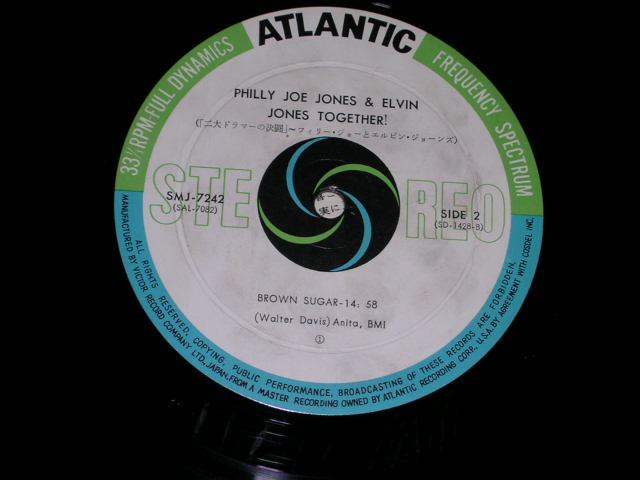 ATLANTIC
33⅓RPM-FULL DYNAMICS
FREQUENCY SPECTRUM
PHILLY JOE JONES & ELVIN
JONES TOGETHER!
(「二大ドラマーの決闘」~フィリー・ジョーとエルビン・ジョーンズ)
STEREO
SMJ-7242
(SAL-7082)
SIDE 2
(SD-1428-B)
実に
BROWN SUGAR-14: 58
(Walter Davis) Anita, BMI
①
ALL RIGHTS RESERVED, COPYING, PUBLIC PERFORMANCE, BROADCASTING OF THESE RECORDS ARE FORBIDDEN.
MANUFACTURED BY VICTOR RECORD COMPANY LTD., JAPAN, FROM A MASTER RECORDING OWNED BY ATLANTIC RECORDING CORP., U.S.A. BY AGREEMENT WITH COSDEL INC.